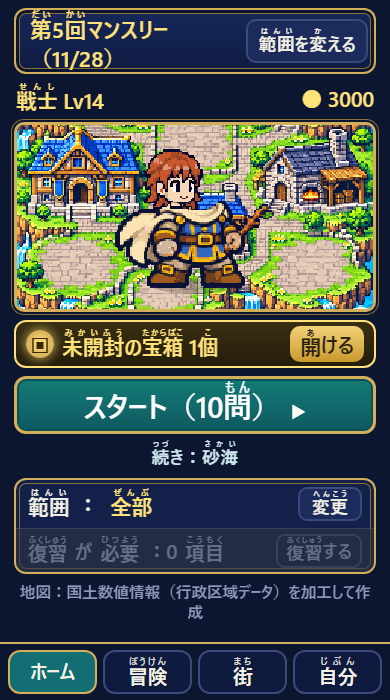 第5回マンスリー
（11/28）
範囲を変える
戦士 Lv14
3000
未開封の宝箱 1個
開ける
スタート（10問） ▶
続き：砂海
範囲 ： 全部
変更
復習 が 必要 ：0 項目
復習する
地図：国土数値情報（行政区域データ）を加工して作
成
ホーム
冒険
街
自分